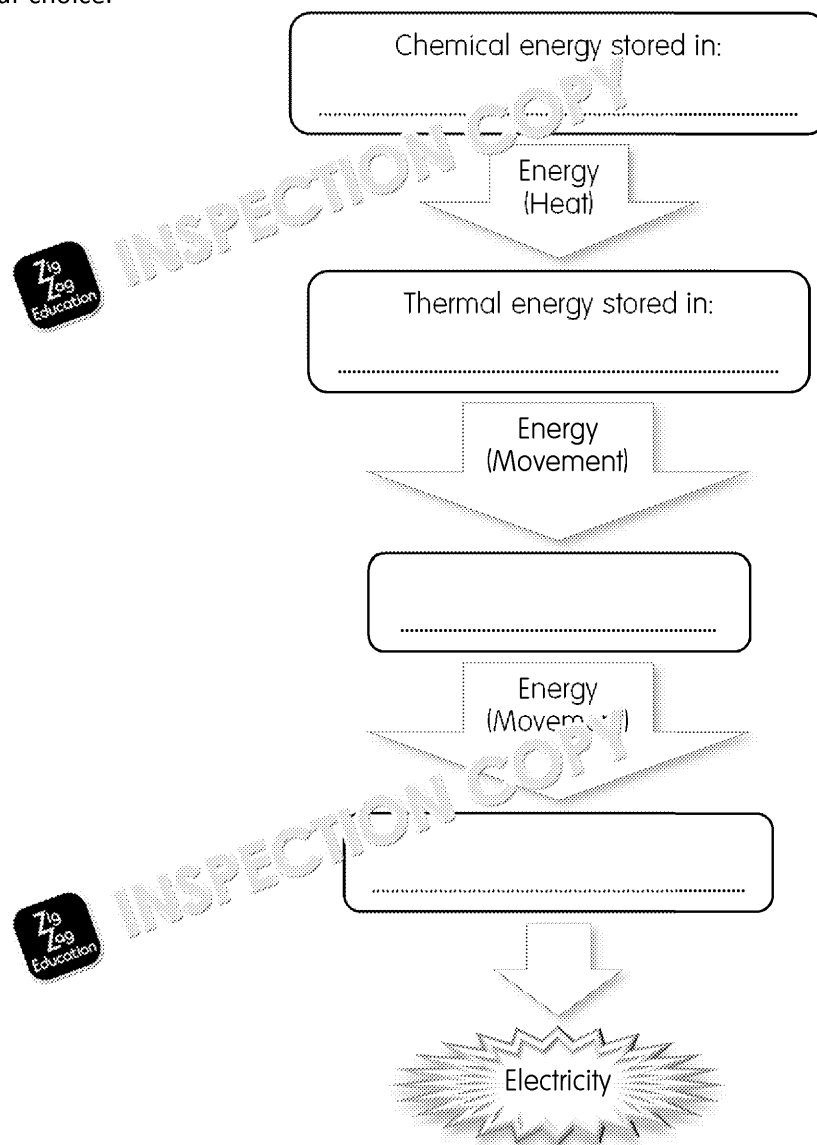 ur choice.
Chemical energy stored in:
INSPECTION COPY
Energy
(Heat)
Zig
Zag
Education
Thermal energy stored in:
Energy
(Movement)
Energy
(Movement)
INSPECTION COPY
Zig
Zag
Education
Electricity